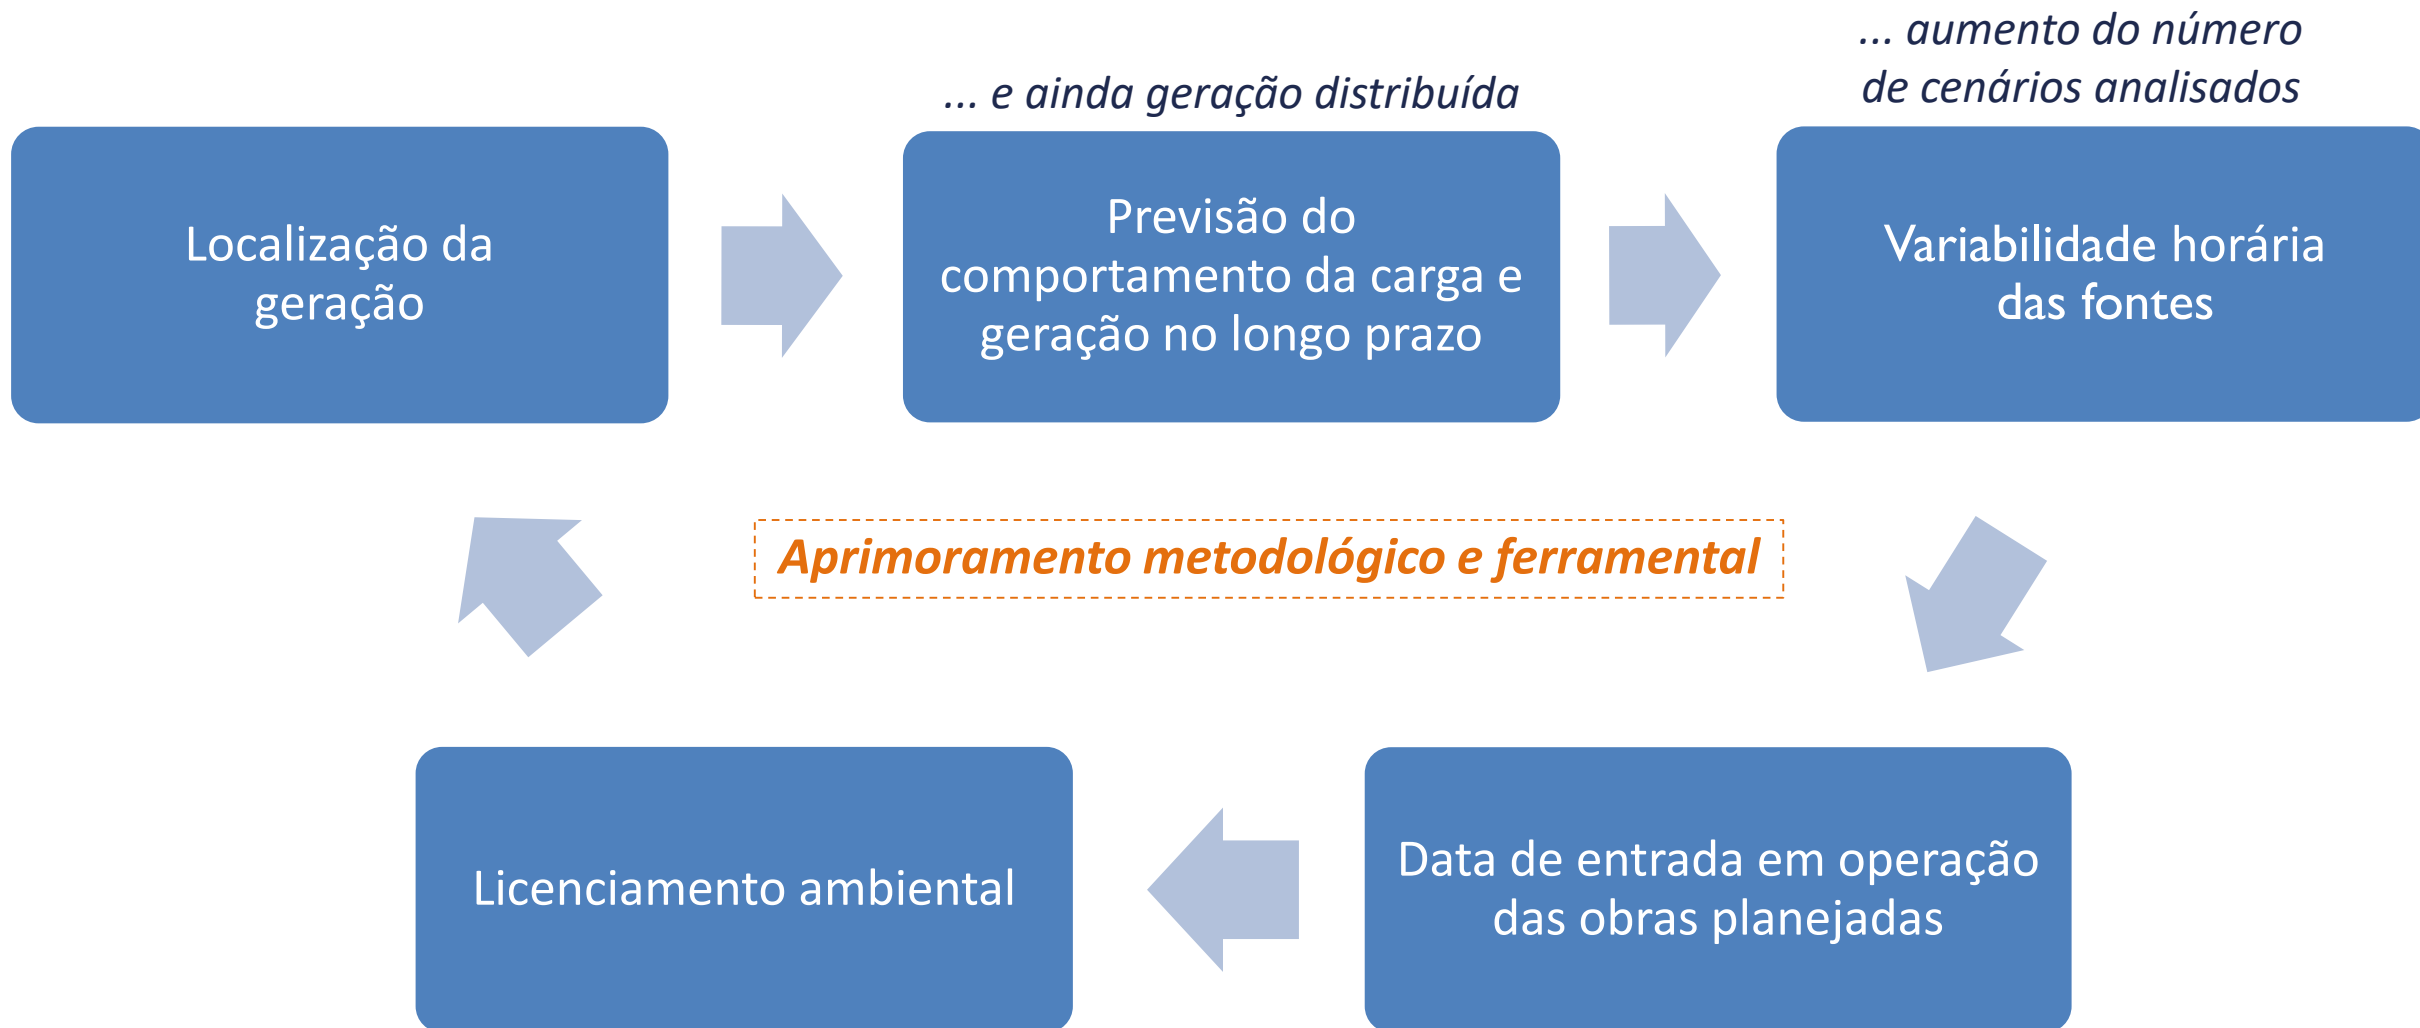 ... aumento do número
de cenários analisados
... e ainda geração distribuída
Localização da
geração
Previsão do
comportamento da carga e
geração no longo prazo
Variabilidade horária
das fontes
Aprimoramento metodológico e ferramental
Licenciamento ambiental
Data de entrada em operação
das obras planejadas